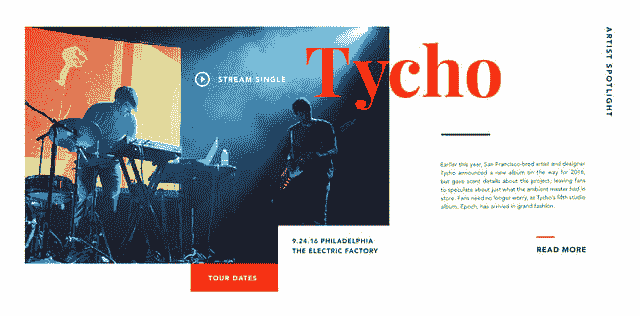 Tycho
ARTIST SPOTLIGHT
STREAM SINGLE
Earlier this year, San Francisco-bred artist and designer
Tycho announced a new album on the way for 2016,
but gave scant details about the project, leaving fans
to speculate about just what the ambient master had in
store. Fans needing longer worry, as Tycho's fifth studio
album, Epoch, has arrived in grand fashion.
9.24.16 PHILADELPHIA
THE ELECTRIC FACTORY
READ MORE
TOUR DATES